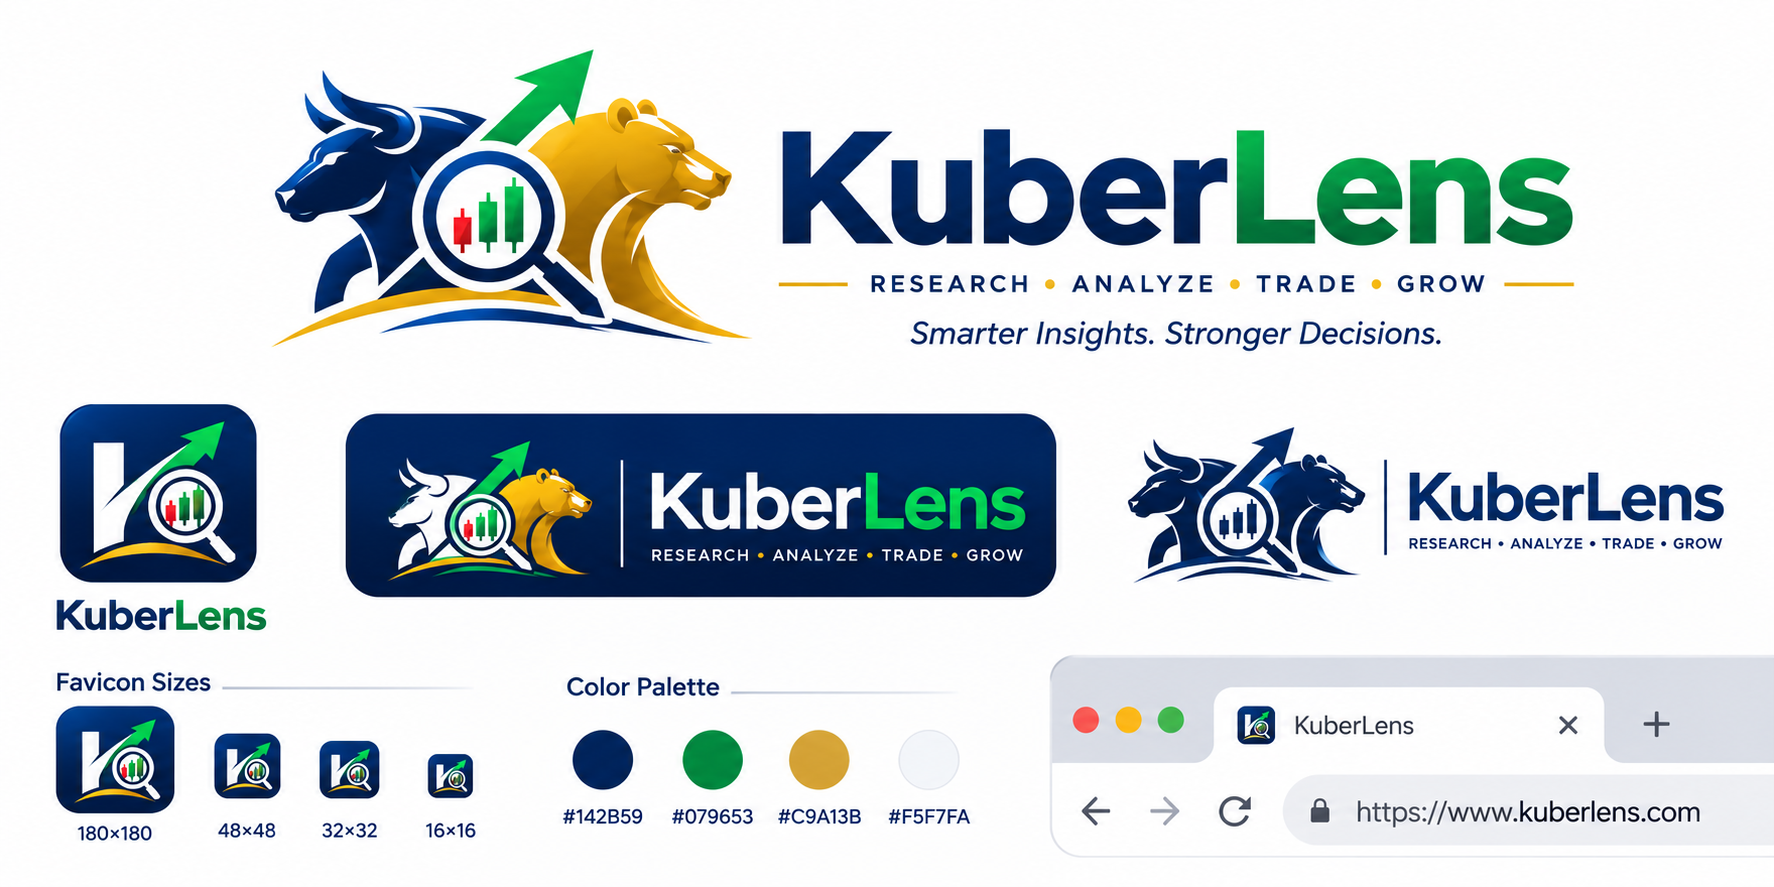 KuberLens
RESEARCH • ANALYZE • TRADE • GROW
Smarter Insights. Stronger Decisions.
KuberLens
KuberLens
RESEARCH • ANALYZE • TRADE • GROW
KuberLens
RESEARCH • ANALYZE • TRADE • GROW
Favicon Sizes
180×180
48×48
32×32
16×16
Color Palette
#142B59
#079653
#C9A13B
#F5F7FA
KuberLens
https://www.kuberlens.com